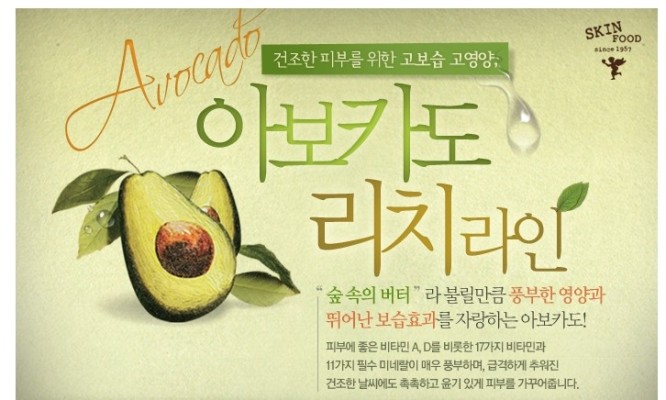 Avocado
SKIN
FOOD
since 1957
건조한 피부를 위한 고보습 고영양,
아보카도
리치라인
“숲 속의 버터” 라 불릴만큼 풍부한 영양과
뛰어난 보습효과를 자랑하는 아보카도!
피부에 좋은 비타민 A, D를 비롯한 17가지 비타민과
11가지 필수 미네랄이 매우 풍부하며, 급격하게 추워진
건조한 날씨에도 촉촉하고 윤기 있게 피부를 가꾸어줍니다.